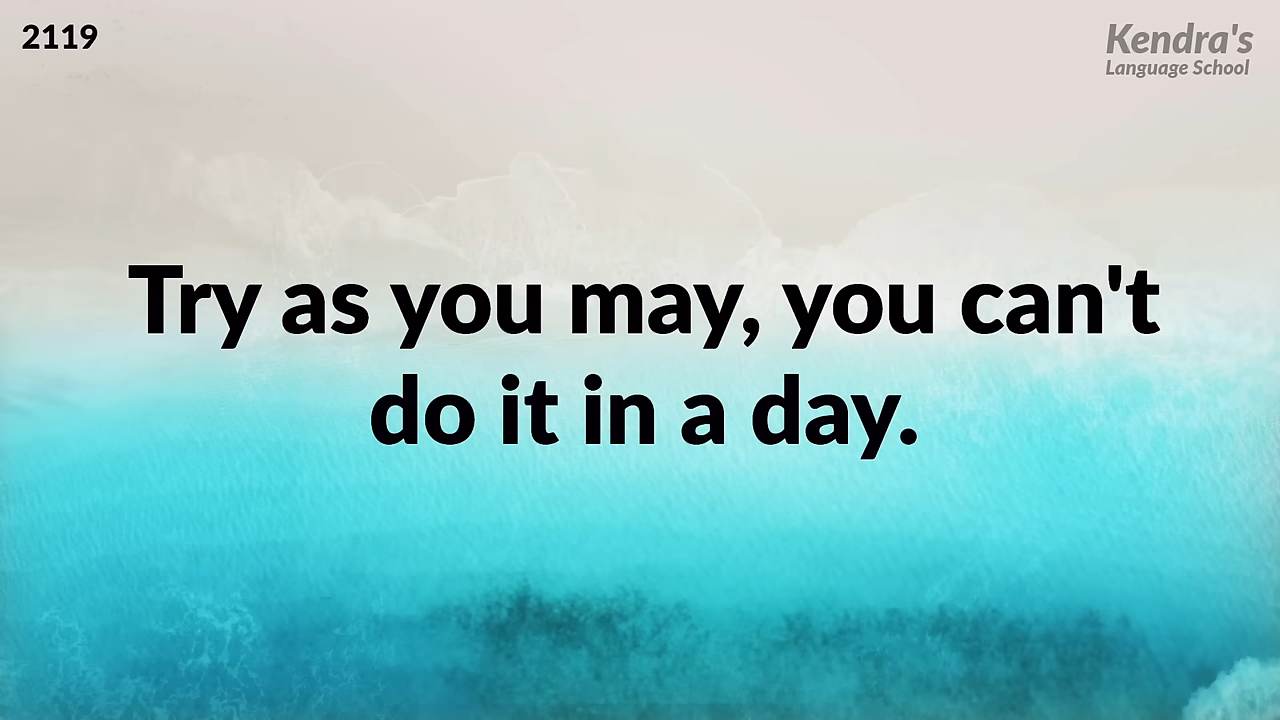 2119
Kendra's
Language School
Try as you may, you can't
do it in a day.